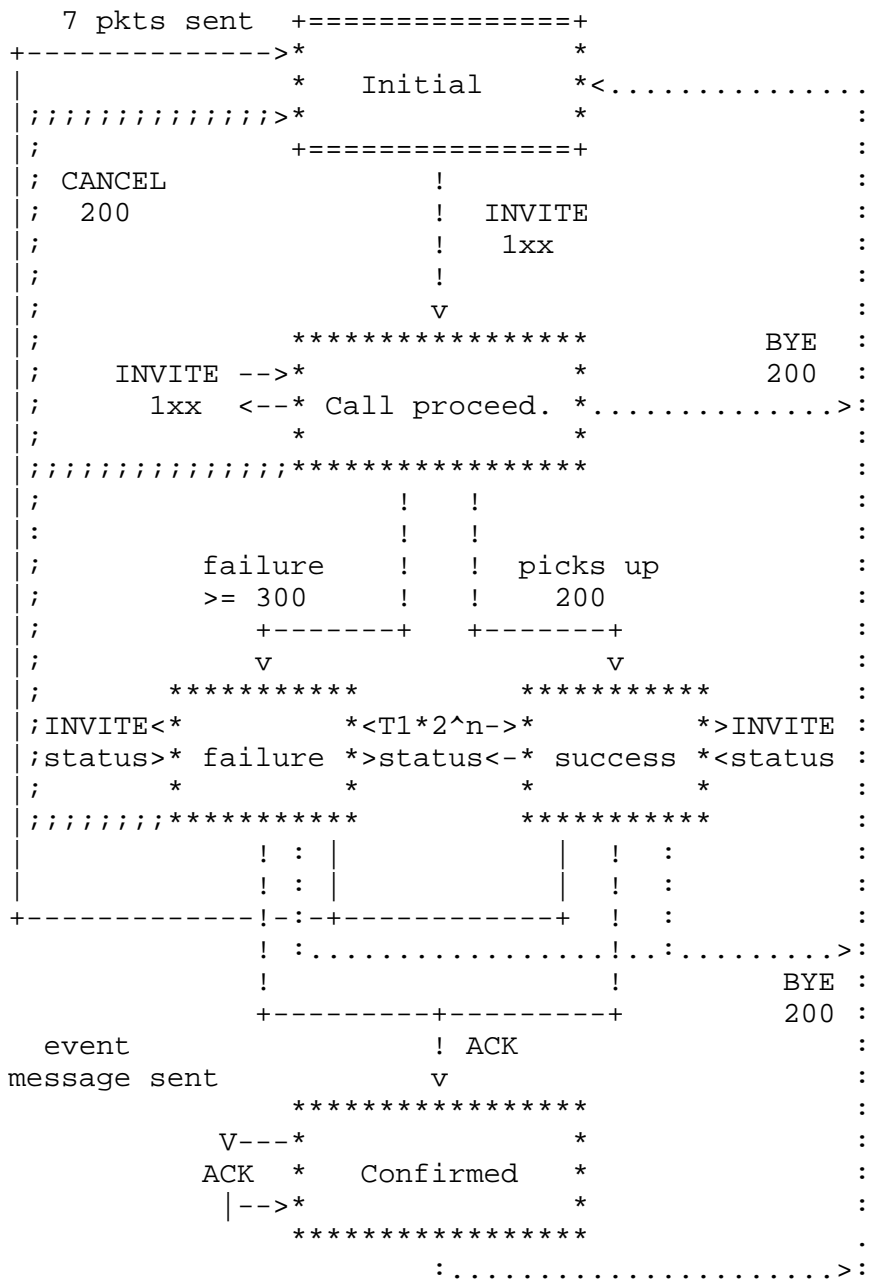 7 pkts sent +===============+
+-------------->* *
| * Initial *<...............
|;;;;;;;;;;;;;;>* * :
|; +===============+ :
|; CANCEL ! :
|; 200 ! INVITE :
|; ! 1xx :
|; ! :
|; v :
|; ***************** BYE :
|; INVITE -->* * 200 :
|; 1xx <--* Call proceed. *..............>:
|; * * :
|;;;;;;;;;;;;;;;***************** :
|; ! ! :
|: ! ! :
|; failure ! ! picks up :
|; >= 300 ! ! 200 :
|; +-------+ +-------+ :
|; v v :
|; *********** *********** :
|;INVITE<* *<T1*2^n->* *>INVITE :
|;status>* failure *>status<-* success *<status :
|; * * * * :
|;;;;;;;;*********** *********** :
| ! : | | ! : :
| ! : | | ! : :
+-------------!-:-+------------+ ! : :
! :.................!..:.........>:
! ! BYE :
+---------+---------+ 200 :
event ! ACK :
message sent v :
***************** :
V---* * :
ACK * Confirmed * :
|-->* * :
***************** .
:......................>: